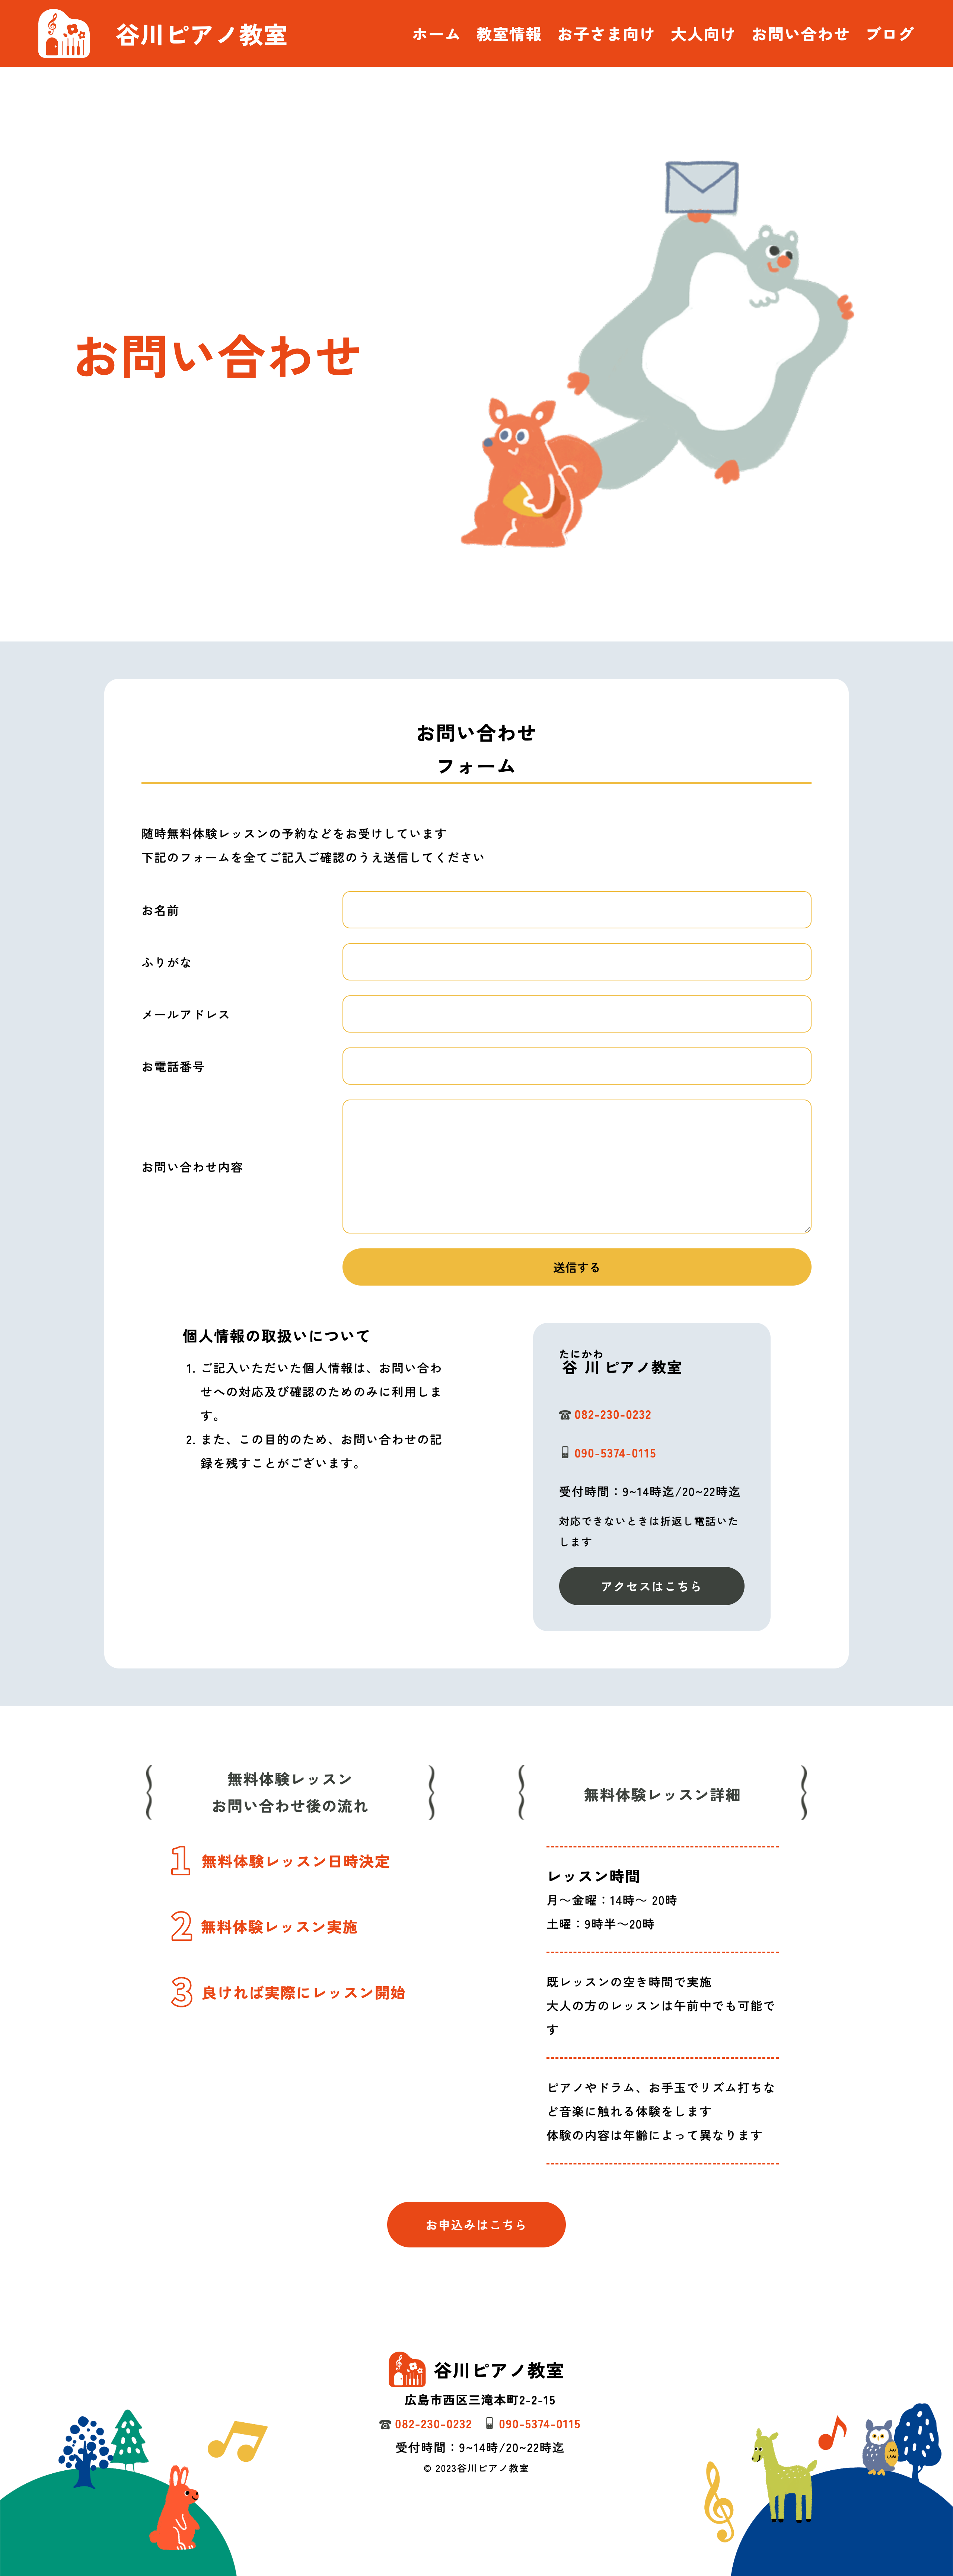 谷川ピアノ教室
ホーム 教室情報 お子さま向け 大人向け お問い合わせ ブログ
お問い合わせ
お問い合わせ
フォーム
随時無料体験レッスンの予約などをお受けしています
下記のフォームを全てご記入ご確認のうえ送信してください
お名前
ふりがな
メールアドレス
お電話番号
お問い合わせ内容
送信する
個人情報の取扱いについて
1. ご記入いただいた個人情報は、お問い合わ
せへの対応及び確認のためのみに利用しま
す。
2. また、この目的のため、お問い合わせの記
録を残すことがございます。
たにかわ
谷川ピアノ教室
082-230-0232
090-5374-0115
受付時間：9~14時迄/20~22時迄
対応できないときは折返し電話いた
します
アクセスはこちら
無料体験レッスン
お問い合わせ後の流れ
1 無料体験レッスン日時決定
2 無料体験レッスン実施
3 良ければ実際にレッスン開始
無料体験レッスン詳細
レッスン時間
月〜金曜：14時〜 20時
土曜：9時半〜20時
既レッスンの空き時間で実施
大人の方のレッスンは午前中でも可能で
す
ピアノやドラム、お手玉でリズム打ちな
ど音楽に触れる体験をします
体験の内容は年齢によって異なります
お申込みはこちら
谷川ピアノ教室
広島市西区三滝本町2-2-15
082-230-0232 090-5374-0115
受付時間：9~14時/20~22時迄
© 2023谷川ピアノ教室